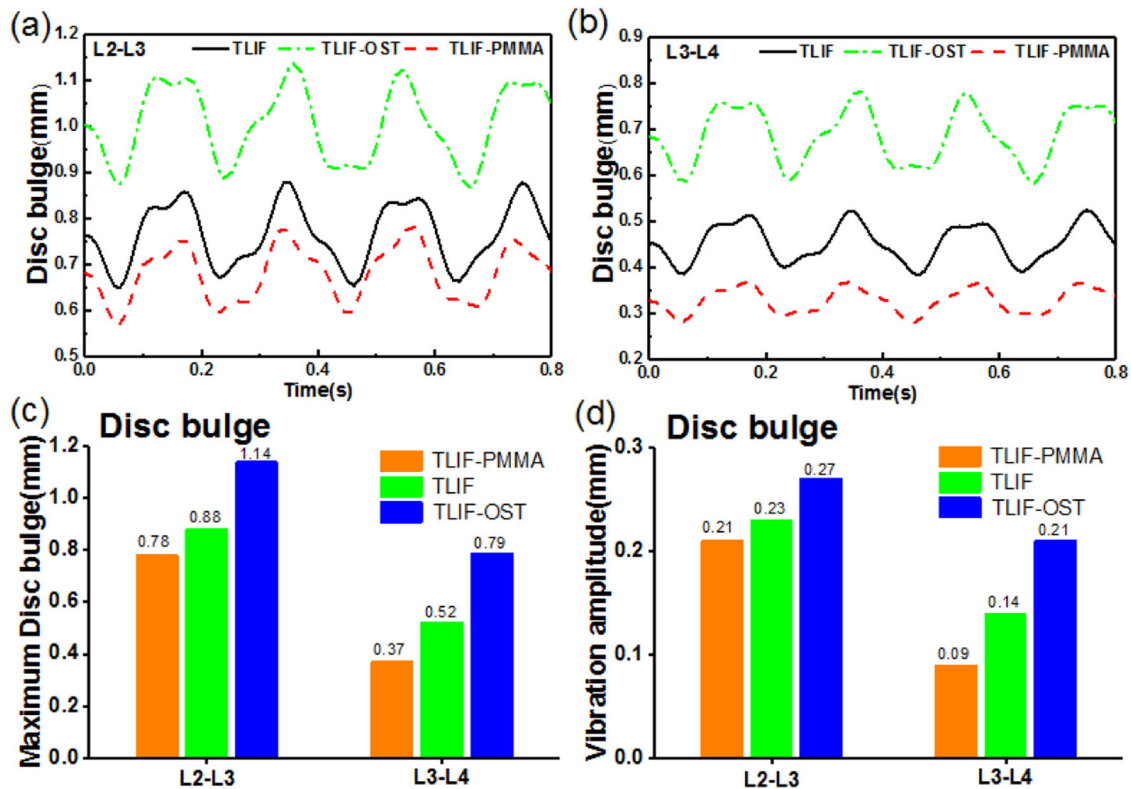 (a)
L2-L3
TLIF TLIF-OST TLIF-PMMA
1.2
1.1
1.0
0.9
0.8
0.7
0.6
0.5
Disc bulge(mm)
0.0 0.2 0.4 0.6 0.8
Time(s)
(b)
L3-L4
TLIF TLIF-OST TLIF-PMMA
0.9
0.8
0.7
0.6
0.5
0.4
0.3
0.2
Disc bulge(mm)
0.0 0.2 0.4 0.6 0.8
Time(s)
(c)
Disc bulge
TLIF-PMMA
TLIF
TLIF-OST
1.2
1.0
0.8
0.6
0.4
0.2
0.0
Maximum Disc bulge(mm)
0.78 0.88 1.14
0.37 0.52 0.79
L2-L3 L3-L4
(d)
Disc bulge
TLIF-PMMA
TLIF
TLIF-OST
0.3
0.2
0.1
0.0
Vibration amplitude(mm)
0.21 0.23 0.27
0.09 0.14 0.21
L2-L3 L3-L4